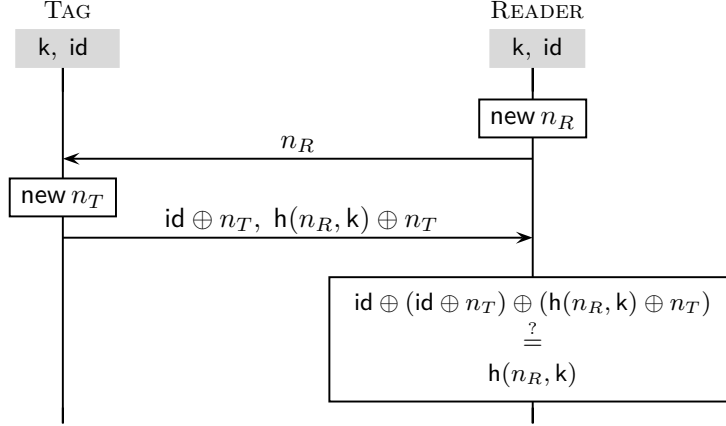 TAG READER
k, id k, id
new n_R
n_R
new n_T
id ⊕ n_T, h(n_R, k) ⊕ n_T
id ⊕ (id ⊕ n_T) ⊕ (h(n_R, k) ⊕ n_T)
?
=
h(n_R, k)